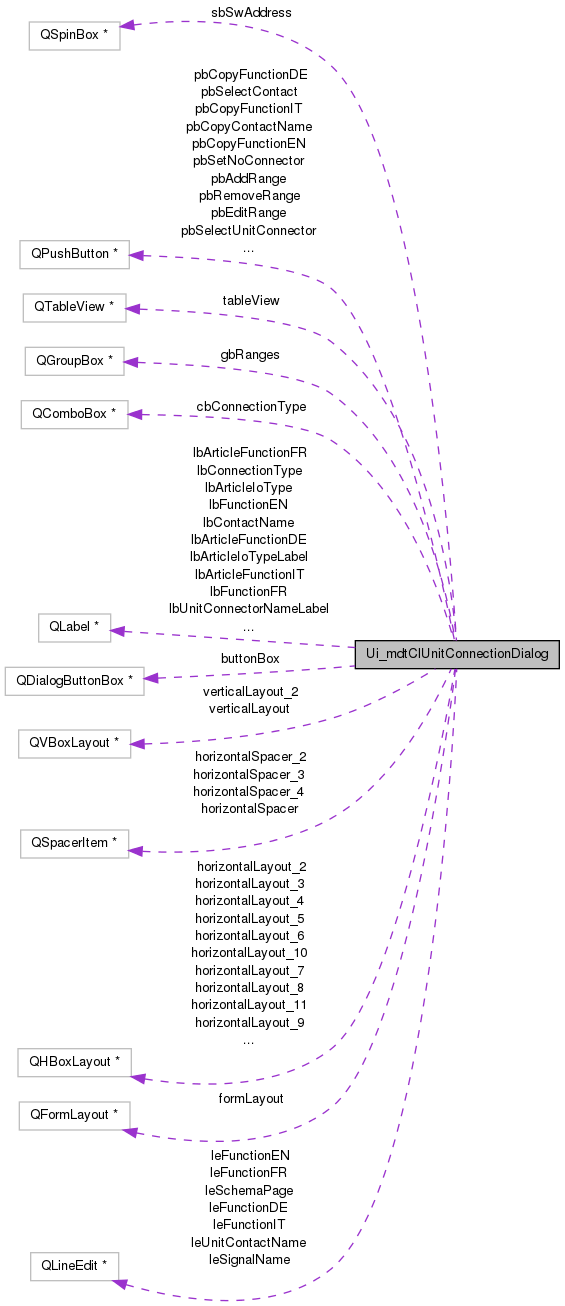 sbSwAddress
QSpinBox *
pbCopyFunctionDE
pbSelectContact
pbCopyFunctionIT
pbCopyContactName
pbCopyFunctionEN
pbSetNoConnector
pbAddRange
pbRemoveRange
pbEditRange
pbSelectUnitConnector
...
QPushButton *
tableView
QTableView *
gbRanges
QGroupBox *
cbConnectionType
QComboBox *
lbArticleFunctionFR
lbConnectionType
lbArticleIoType
lbFunctionEN
lbContactName
lbArticleFunctionDE
lbArticleIoTypeLabel
lbArticleFunctionIT
lbFunctionFR
lbUnitConnectorNameLabel
...
QLabel *
Ui_mdtClUnitConnectionDialog
buttonBox
QDialogButtonBox *
verticalLayout_2
verticalLayout
QVBoxLayout *
horizontalSpacer_2
horizontalSpacer_3
horizontalSpacer_4
horizontalSpacer
QSpacerItem *
horizontalLayout_2
horizontalLayout_3
horizontalLayout_4
horizontalLayout_5
horizontalLayout_6
horizontalLayout_10
horizontalLayout_7
horizontalLayout_8
horizontalLayout_11
horizontalLayout_9
...
QHBoxLayout *
formLayout
QFormLayout *
leFunctionEN
leFunctionFR
leSchemaPage
leFunctionDE
leFunctionIT
leUnitContactName
leSignalName
QLineEdit *